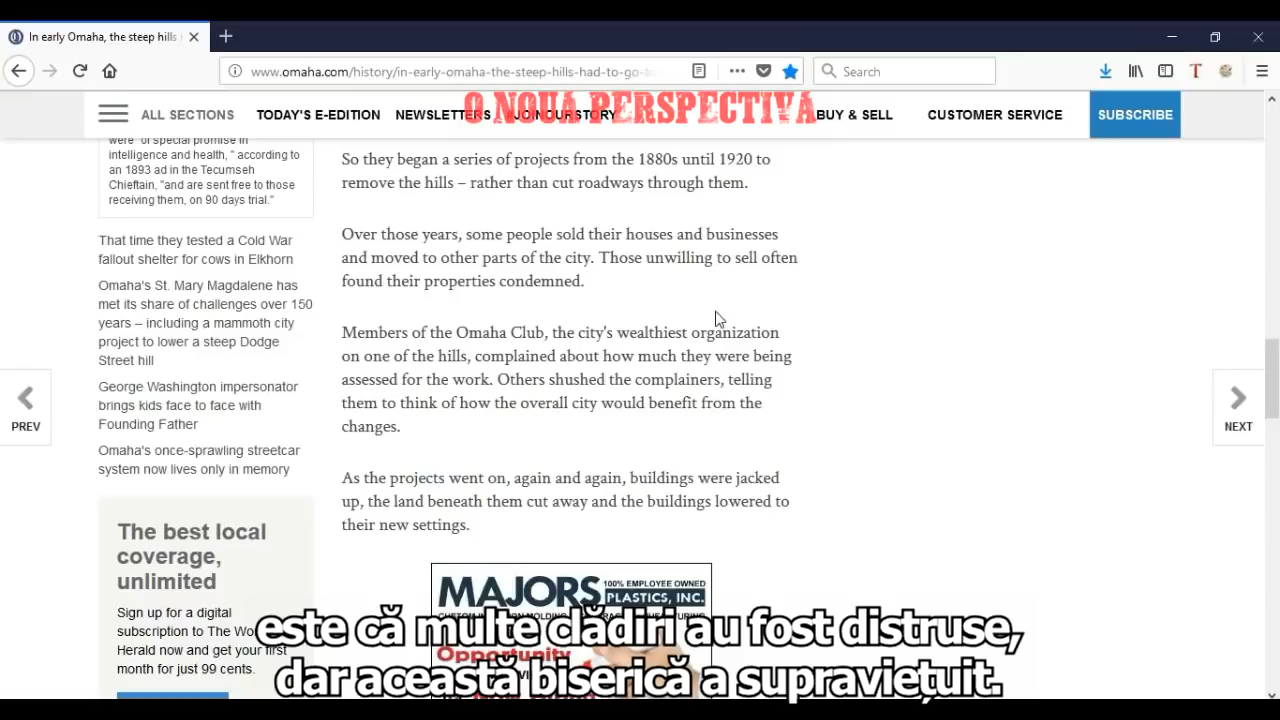 In early Omaha, the steep hills
www.omaha.com/history/in-early-omaha-the-steep-hills-had-to-go-to
Search
O NOUA PERSPECTIVA
ALL SECTIONS
TODAY'S E-EDITION
NEWSLETTERS
#JOINOURSTORY
BUY & SELL
CUSTOMER SERVICE
SUBSCRIBE
were "of special promise in
intelligence and health, " according to
an 1893 ad in the Tecumseh
Chieftain, "and are sent free to those
receiving them, on 90 days trial."
That time they tested a Cold War
fallout shelter for cows in Elkhorn
Omaha's St. Mary Magdalene has
met its share of challenges over 150
years – including a mammoth city
project to lower a steep Dodge
Street hill
George Washington impersonator
brings kids face to face with
Founding Father
Omaha's once-sprawling streetcar
system now lives only in memory
The best local
coverage,
unlimited
Sign up for a digital
subscription to The Wo
Herald and get your first
month for just 99 cents.
So they began a series of projects from the 1880s until 1920 to
remove the hills – rather than cut roadways through them.
Over those years, some people sold their houses and businesses
and moved to other parts of the city. Those unwilling to sell often
found their properties condemned.
Members of the Omaha Club, the city's wealthiest organization
on one of the hills, complained about how much they were being
assessed for the work. Others shushed the complainers, telling
them to think of how the overall city would benefit from the
changes.
As the projects went on, again and again, buildings were jacked
up, the land beneath them cut away and the buildings lowered to
their new settings.
MAJORS
PLASTICS, INC.
100% EMPLOYEE OWNED
Opportunity
PREV
NEXT
este că multe clădiri au fost distruse,
dar această biserică a supraviețuit.